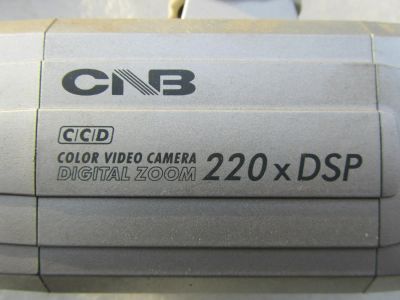 CNB
CCD
COLOR VIDEO CAMERA
DIGITAL ZOOM 220xDSP